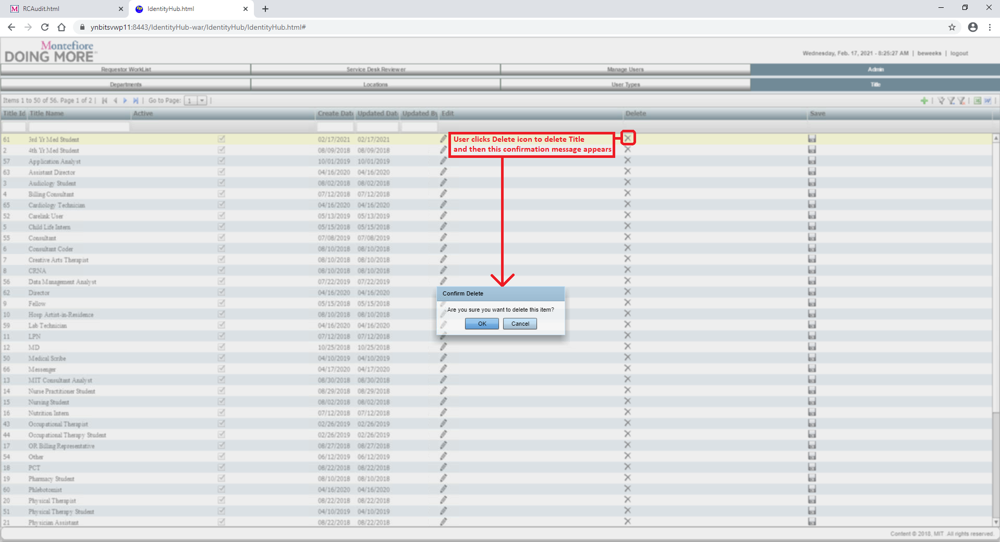 RCAudit.html
IdentityHub.html
ynbitsvwp11:8443/IdentityHub-war/IdentityHub/IdentityHub.html#
Montefiore
DOING MORE™
Wednesday, Feb. 17, 2021 - 8:25:27 AM | beweeks | logout
Requestor WorkList Service Desk Reviewer Manage Users Admin
Departments Locations User Types Title
Items 1 to 50 of 56. Page 1 of 2 | Go to Page: 1
Title Id Title Name Active Create Date Updated Dat Updated By Edit Delete Save
User clicks Delete icon to delete Title
and then this confirmation message appears
61 3rd Yr Med Student 02/17/2021 02/17/2021
2 4th Yr Med Student 08/09/2018 08/09/2018
57 Application Analyst 10/01/2019 10/01/2019
63 Assistant Director 04/16/2020 04/16/2020
3 Audiology Student 08/02/2018 08/02/2018
4 Billing Consultant 07/12/2018 07/12/2018
65 Cardiology Technician 04/16/2020 04/16/2020
52 Carelink User 05/13/2019 05/13/2019
5 Child Life Intern 05/15/2018 05/15/2018
55 Consultant 07/08/2019 07/08/2019
6 Consultant Coder 08/10/2018 08/10/2018
7 Creative Arts Therapist 08/10/2018 08/10/2018
8 CRNA 08/10/2018 08/10/2018
56 Data Management Analyst 07/22/2019 07/22/2019
62 Director 04/16/2020 04/16/2020
9 Fellow 05/15/2018 05/15/2018
10 Hosp Artist-in-Residence 08/10/2018 08/10/2018
59 Lab Technician 04/16/2020 04/16/2020
11 LPN 07/12/2018 07/12/2018
12 MD 10/25/2018 10/25/2018
50 Medical Scribe 04/10/2019 04/10/2019
66 Messenger 04/17/2020 04/17/2020
13 MIT Consultant Analyst 08/30/2018 08/30/2018
14 Nurse Practitioner Student 08/29/2018 08/29/2018
15 Nursing Student 08/02/2018 08/02/2018
16 Nutrition Intern 07/12/2018 07/12/2018
43 Occupational Therapist 02/26/2019 02/26/2019
44 Occupational Therapy Student 02/26/2019 02/26/2019
17 OR Billing Representative 08/27/2018 08/27/2018
54 Other 06/12/2019 06/12/2019
18 PCT 08/22/2018 08/22/2018
19 Pharmacy Student 08/10/2018 08/10/2018
60 Phlebotomist 04/16/2020 04/16/2020
20 Physical Therapist 08/22/2018 08/22/2018
51 Physical Therapy Student 04/10/2019 04/10/2019
21 Physician Assistant 08/22/2018 08/22/2018
Confirm Delete
Are you sure you want to delete this item?
OK Cancel
Content © 2018, MIT. All rights reserved.